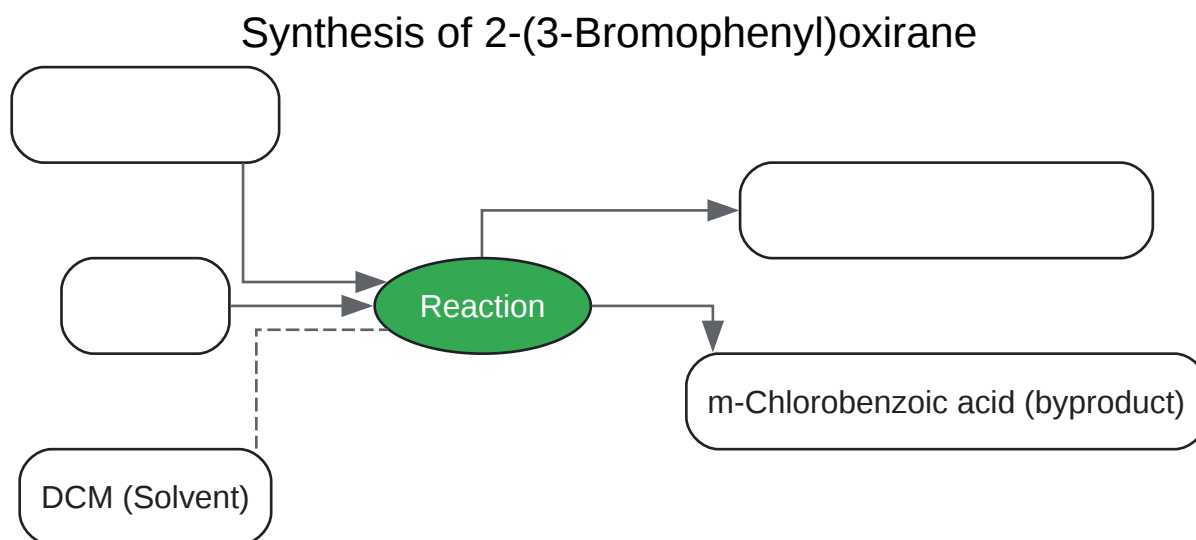 Synthesis of 2-(3-Bromophenyl)oxirane
Reaction
m-Chlorobenzoic acid (byproduct)
DCM (Solvent)